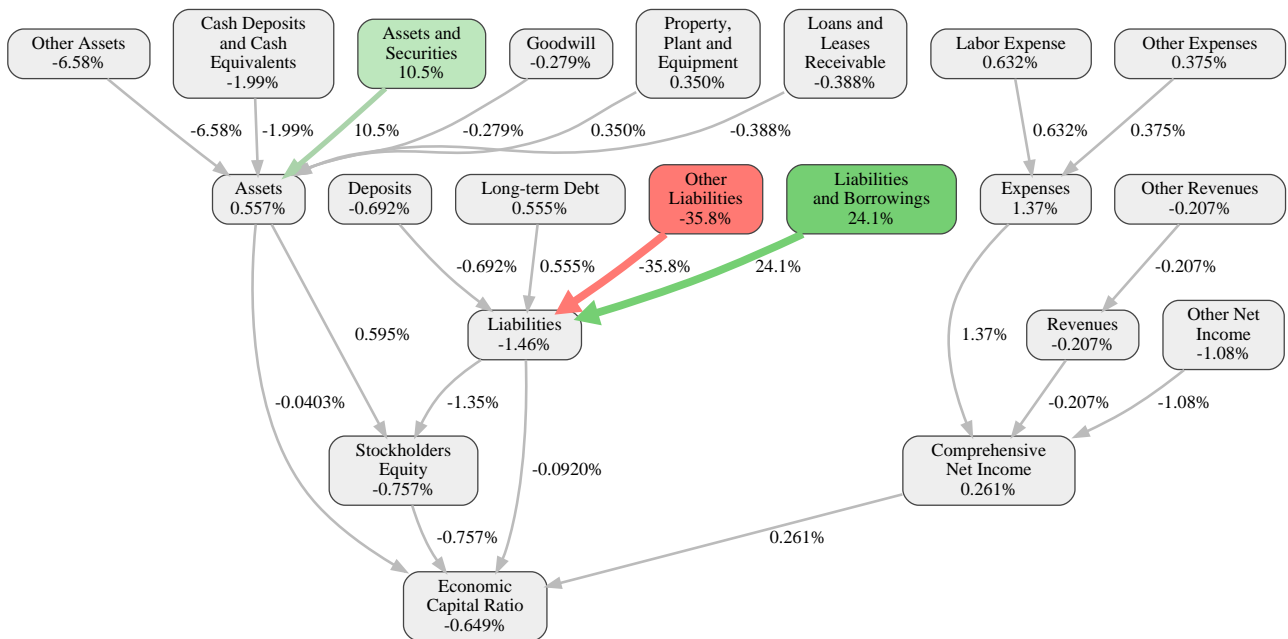 Other Assets
-6.58%
Cash Deposits
and Cash
Equivalents
-1.99%
Assets and
Securities
10.5%
Goodwill
-0.279%
Property,
Plant and
Equipment
0.350%
Loans and
Leases
Receivable
-0.388%
Labor Expense
0.632%
Other Expenses
0.375%
-6.58%
-1.99%
10.5%
-0.279%
0.350%
-0.388%
0.632%
0.375%
Assets
0.557%
Deposits
-0.692%
Long-term Debt
0.555%
Other
Liabilities
-35.8%
Liabilities
and Borrowings
24.1%
Expenses
1.37%
Other Revenues
-0.207%
-0.692%
0.555%
-35.8%
24.1%
-0.207%
0.595%
Liabilities
-1.46%
1.37%
Revenues
-0.207%
Other Net
Income
-1.08%
-0.0403%
-1.35%
-0.207%
-1.08%
Stockholders
Equity
-0.757%
-0.0920%
Comprehensive
Net Income
0.261%
-0.757%
0.261%
Economic
Capital Ratio
-0.649%